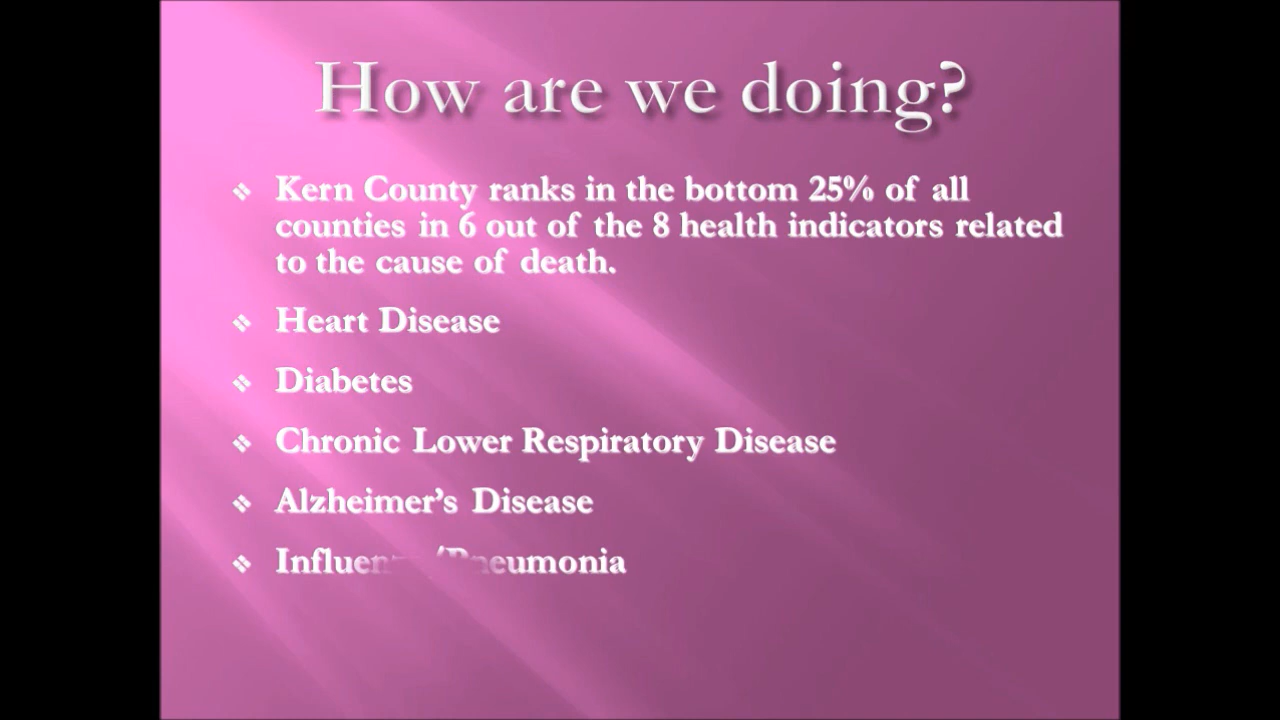 How are we doing?
❖ Kern County ranks in the bottom 25% of all
counties in 6 out of the 8 health indicators related
to the cause of death.
❖ Heart Disease
❖ Diabetes
❖ Chronic Lower Respiratory Disease
❖ Alzheimer’s Disease
❖